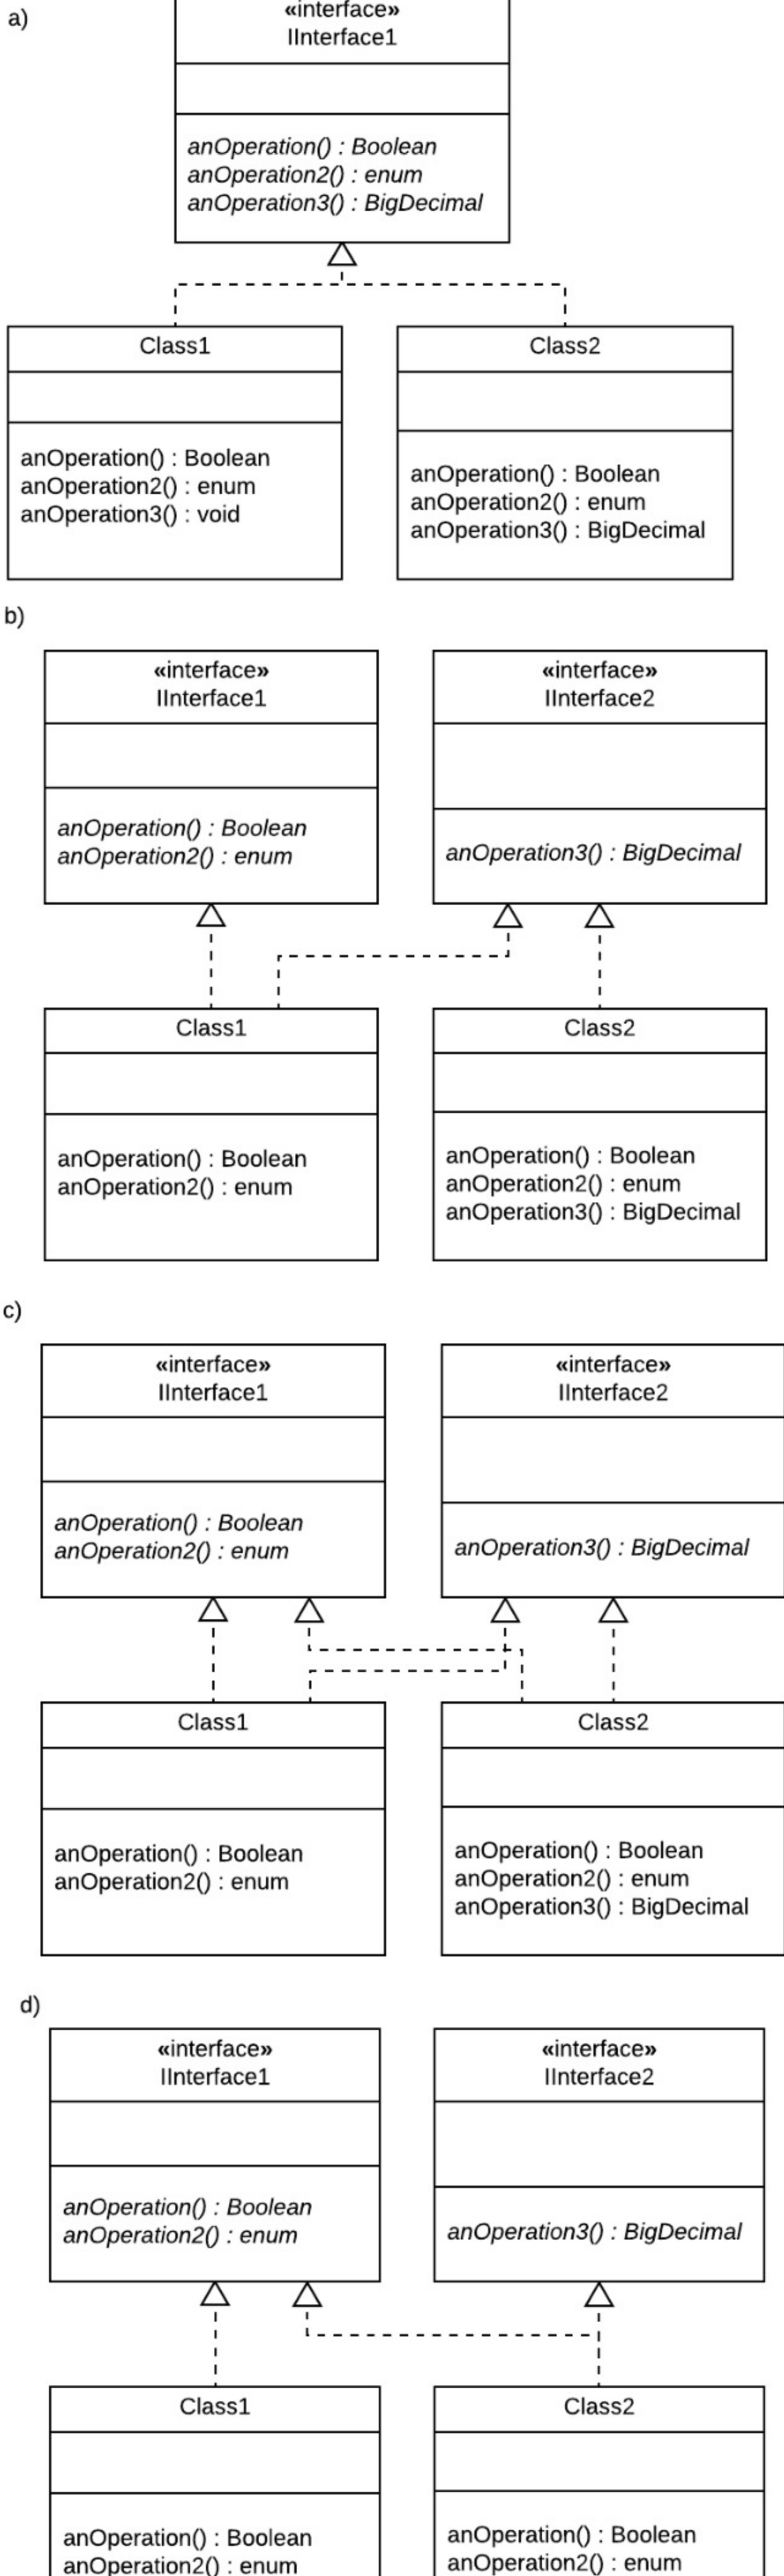 a)
«interface»
IInterface1
anOperation() : Boolean
anOperation2() : enum
anOperation3() : BigDecimal
Class1
anOperation() : Boolean
anOperation2() : enum
anOperation3() : void
Class2
anOperation() : Boolean
anOperation2() : enum
anOperation3() : BigDecimal
b)
«interface»
IInterface1
anOperation() : Boolean
anOperation2() : enum
«interface»
IInterface2
anOperation3() : BigDecimal
Class1
anOperation() : Boolean
anOperation2() : enum
Class2
anOperation() : Boolean
anOperation2() : enum
anOperation3() : BigDecimal
c)
«interface»
IInterface1
anOperation() : Boolean
anOperation2() : enum
«interface»
IInterface2
anOperation3() : BigDecimal
Class1
anOperation() : Boolean
anOperation2() : enum
Class2
anOperation() : Boolean
anOperation2() : enum
anOperation3() : BigDecimal
d)
«interface»
IInterface1
anOperation() : Boolean
anOperation2() : enum
«interface»
IInterface2
anOperation3() : BigDecimal
Class1
anOperation() : Boolean
anOperation2() : enum
Class2
anOperation() : Boolean
anOperation2() : enum